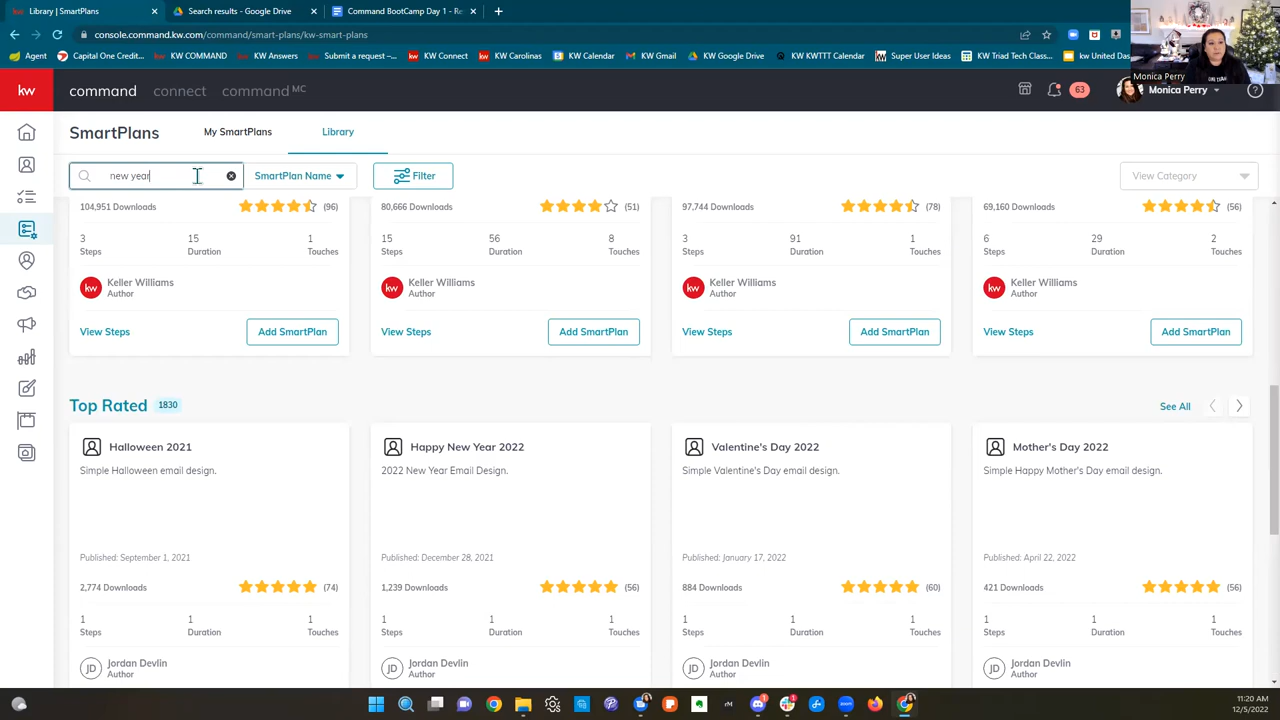 Library | SmartPlans
Search results - Google Drive
Command BootCamp Day 1 - Re
console.command.kw.com/command/smart-plans/kw-smart-plans
Agent
Capital One Credit...
KW COMMAND
KW Answers
Submit a request –...
KW Connect
KW Carolinas
KW Calendar
KW Gmail
KW Google Drive
KW KWTTT Calendar
Super User Ideas
KW Triad Tech Class...
kw United Das
Monica Perry
kw
command
connect
command MC
63
Monica Perry
SmartPlans
My SmartPlans
Library
new year
SmartPlan Name
Filter
View Category
104,951 Downloads
(96)
80,666 Downloads
(51)
97,744 Downloads
(78)
69,160 Downloads
(56)
3 15 1
Steps Duration Touches
15 56 8
Steps Duration Touches
3 91 1
Steps Duration Touches
6 29 2
Steps Duration Touches
kw Keller Williams
Author
kw Keller Williams
Author
kw Keller Williams
Author
kw Keller Williams
Author
View Steps Add SmartPlan
View Steps Add SmartPlan
View Steps Add SmartPlan
View Steps Add SmartPlan
Top Rated 1830
See All
Halloween 2021
Simple Halloween email design.
Happy New Year 2022
2022 New Year Email Design.
Valentine's Day 2022
Simple Valentine's Day email design.
Mother's Day 2022
Simple Happy Mother's Day email design.
Published: September 1, 2021
Published: December 28, 2021
Published: January 17, 2022
Published: April 22, 2022
2,774 Downloads
(74)
1,239 Downloads
(56)
884 Downloads
(60)
421 Downloads
(56)
1 1 1
Steps Duration Touches
1 1 1
Steps Duration Touches
1 1 1
Steps Duration Touches
1 1 1
Steps Duration Touches
JD Jordan Devlin
Author
JD Jordan Devlin
Author
JD Jordan Devlin
Author
JD Jordan Devlin
Author
11:20 AM
12/5/2022